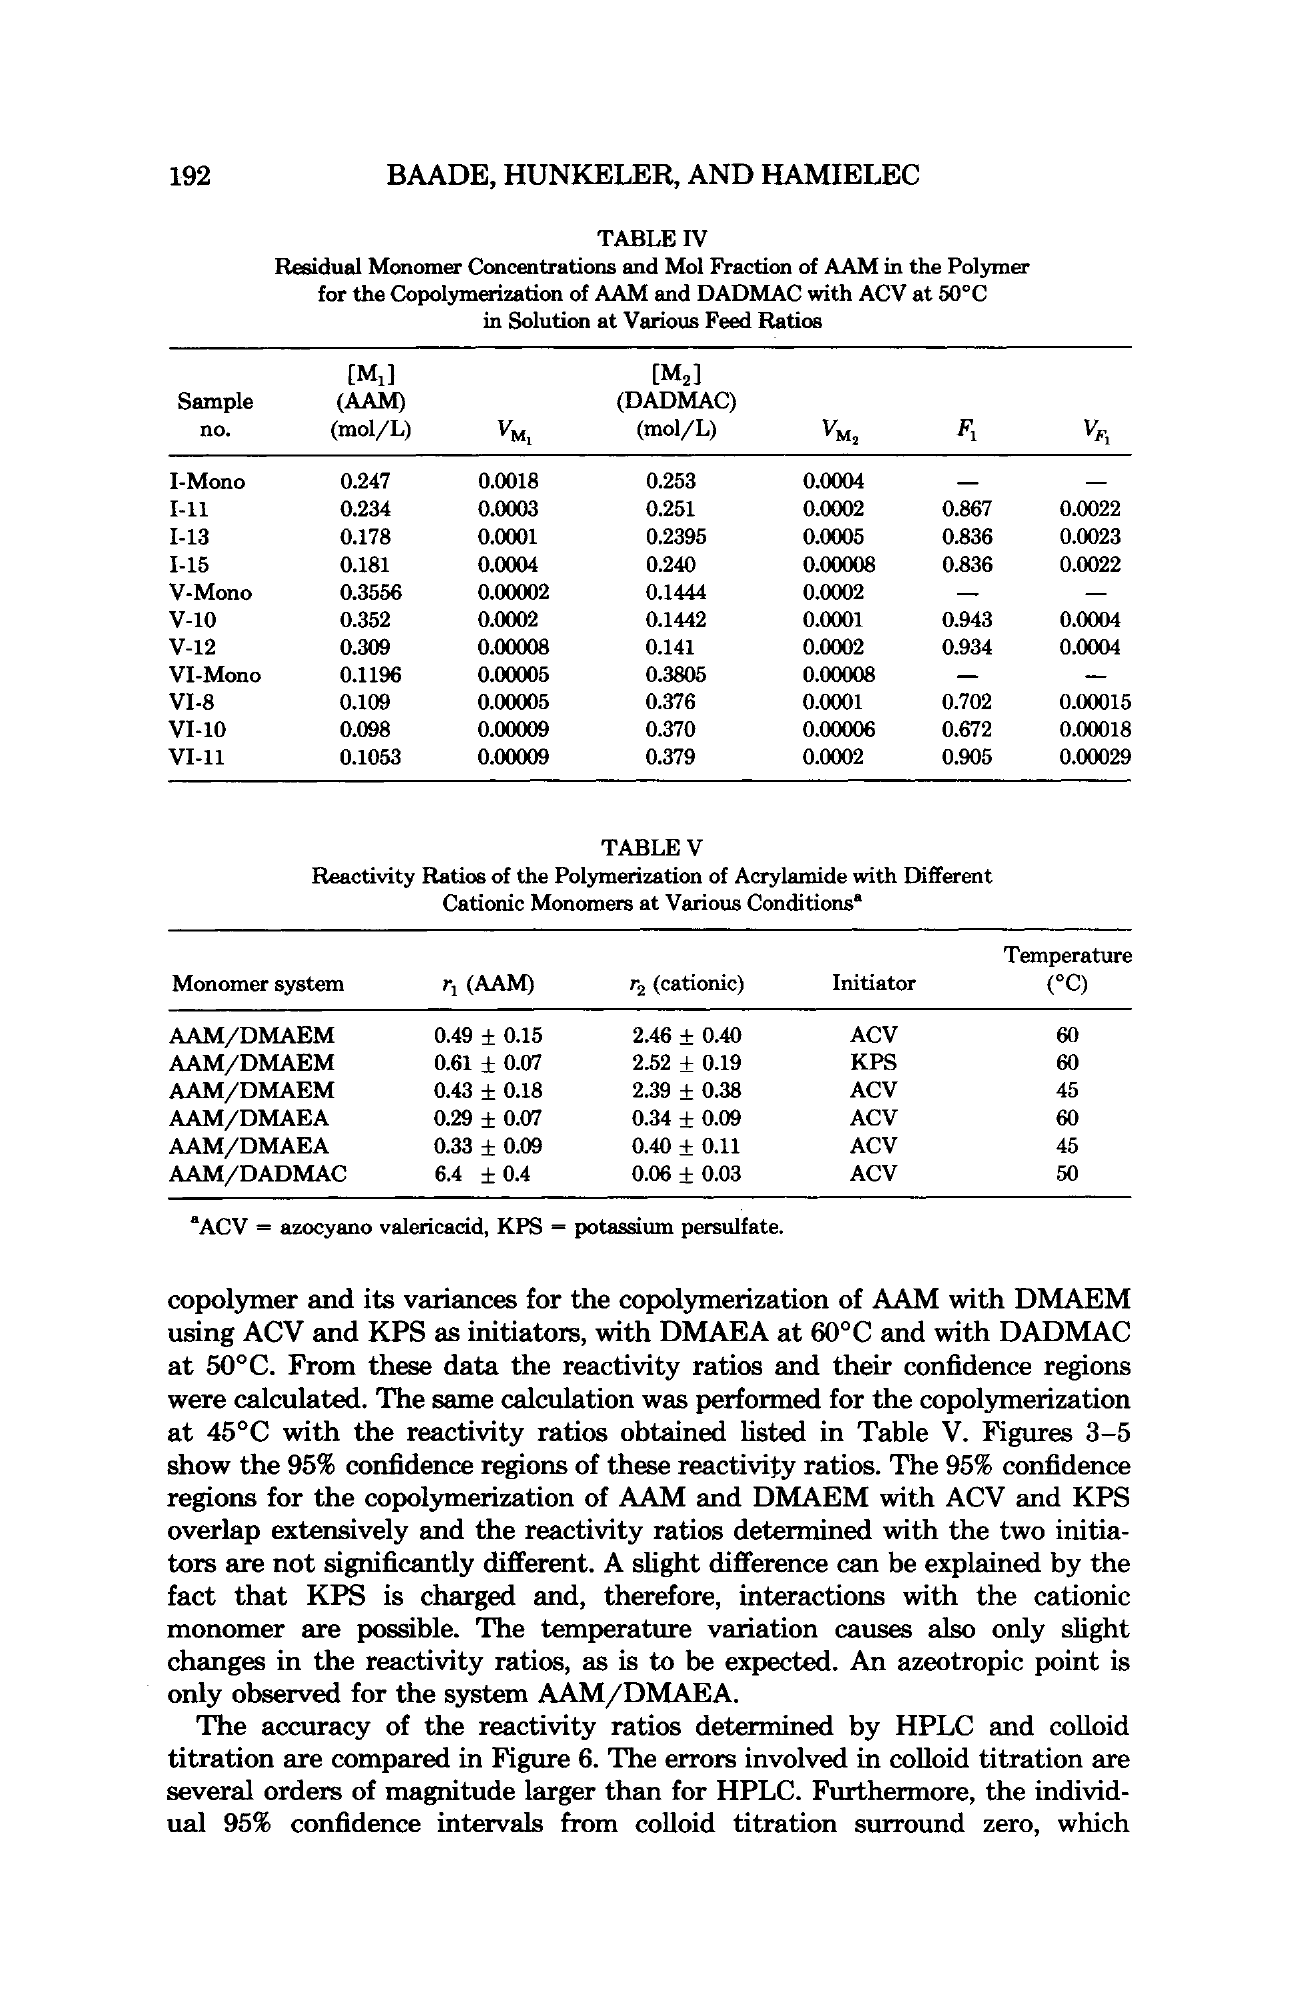 192 BAADE, HUNKELER, AND HAMIELEC
TABLE IV
Residual Monomer Concentrations and Mol Fraction of AAM in the Polymer
for the Copolymerization of AAM and DADMAC with ACV at 50°C
in Solution at Various Feed Ratios
[M₁] [M₂]
Sample (AAM) (DADMAC)
no. (mol/L) V_M₁ (mol/L) V_M₂ F₁ V_F₁
I-Mono 0.247 0.0018 0.253 0.0004 — —
I-11 0.234 0.0003 0.251 0.0002 0.867 0.0022
I-13 0.178 0.0001 0.2395 0.0005 0.836 0.0023
I-15 0.181 0.0004 0.240 0.00008 0.836 0.0022
V-Mono 0.3556 0.00002 0.1444 0.0002 — —
V-10 0.352 0.0002 0.1442 0.0001 0.943 0.0004
V-12 0.309 0.00008 0.141 0.0002 0.934 0.0004
VI-Mono 0.1196 0.00005 0.3805 0.00008 — —
VI-8 0.109 0.00005 0.376 0.0001 0.702 0.00015
VI-10 0.098 0.00009 0.370 0.00006 0.672 0.00018
VI-11 0.1053 0.00009 0.379 0.0002 0.905 0.00029
TABLE V
Reactivity Ratios of the Polymerization of Acrylamide with Different
Cationic Monomers at Various Conditionsᵃ
Temperature
Monomer system r₁ (AAM) r₂ (cationic) Initiator (°C)
AAM/DMAEM 0.49 ± 0.15 2.46 ± 0.40 ACV 60
AAM/DMAEM 0.61 ± 0.07 2.52 ± 0.19 KPS 60
AAM/DMAEM 0.43 ± 0.18 2.39 ± 0.38 ACV 45
AAM/DMAEA 0.29 ± 0.07 0.34 ± 0.09 ACV 60
AAM/DMAEA 0.33 ± 0.09 0.40 ± 0.11 ACV 45
AAM/DADMAC 6.4 ± 0.4 0.06 ± 0.03 ACV 50
ᵃACV = azocyano valericacid, KPS = potassium persulfate.
copolymer and its variances for the copolymerization of AAM with DMAEM
using ACV and KPS as initiators, with DMAEA at 60°C and with DADMAC
at 50°C. From these data the reactivity ratios and their confidence regions
were calculated. The same calculation was performed for the copolymerization
at 45°C with the reactivity ratios obtained listed in Table V. Figures 3–5
show the 95% confidence regions of these reactivity ratios. The 95% confidence
regions for the copolymerization of AAM and DMAEM with ACV and KPS
overlap extensively and the reactivity ratios determined with the two initia-
tors are not significantly different. A slight difference can be explained by the
fact that KPS is charged and, therefore, interactions with the cationic
monomer are possible. The temperature variation causes also only slight
changes in the reactivity ratios, as is to be expected. An azeotropic point is
only observed for the system AAM/DMAEA.
The accuracy of the reactivity ratios determined by HPLC and colloid
titration are compared in Figure 6. The errors involved in colloid titration are
several orders of magnitude larger than for HPLC. Furthermore, the individ-
ual 95% confidence intervals from colloid titration surround zero, which